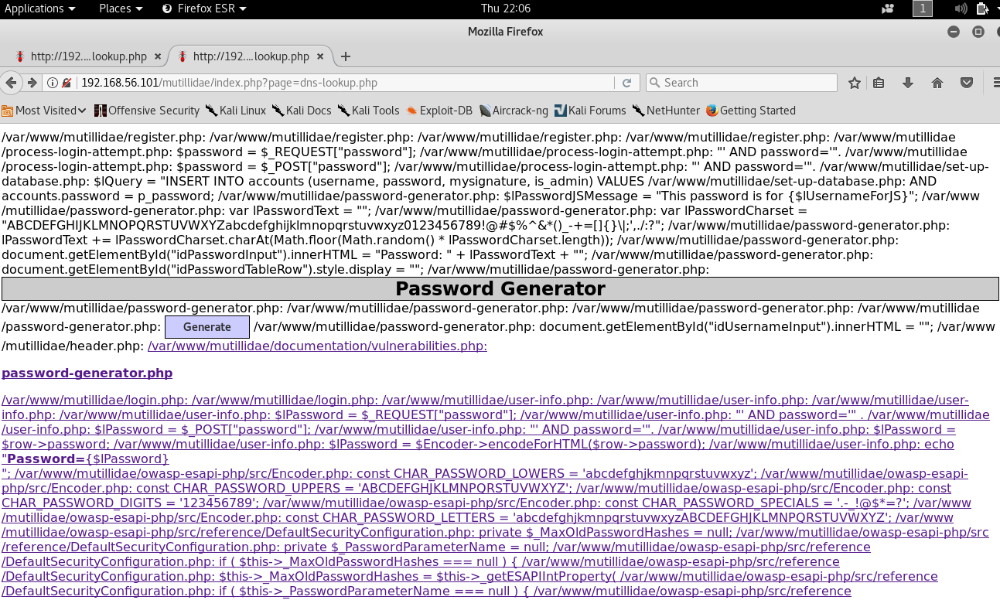 Applications Places Firefox ESR Thu 22:06 1
Mozilla Firefox
http://192....lookup.php × http://192....lookup.php × +
192.168.56.101/mutillidae/index.php?page=dns-lookup.php Search
Most Visited Offensive Security Kali Linux Kali Docs Kali Tools Exploit-DB Aircrack-ng Kali Forums NetHunter Getting Started
/var/www/mutillidae/register.php: /var/www/mutillidae/register.php: /var/www/mutillidae/register.php: /var/www/mutillidae/register.php: /var/www/mutillidae
/process-login-attempt.php: $password = $_REQUEST["password"]; /var/www/mutillidae/process-login-attempt.php: "' AND password='". /var/www/mutillidae
/process-login-attempt.php: $password = $_POST["password"]; /var/www/mutillidae/process-login-attempt.php: "' AND password='". /var/www/mutillidae/set-up-
database.php: $lQuery = "INSERT INTO accounts (username, password, mysignature, is_admin) VALUES /var/www/mutillidae/set-up-database.php: AND
accounts.password = p_password; /var/www/mutillidae/password-generator.php: $lPasswordJSMessage = "This password is for {$lUsernameForJS}"; /var/www
/mutillidae/password-generator.php: var lPasswordText = ""; /var/www/mutillidae/password-generator.php: var lPasswordCharset =
"ABCDEFGHIJKLMNOPQRSTUVWXYZabcdefghijklmnopqrstuvwxyz0123456789!@#$%^&*()_-+=[]{}\|;',./:?"; /var/www/mutillidae/password-generator.php:
lPasswordText += lPasswordCharset.charAt(Math.floor(Math.random() * lPasswordCharset.length)); /var/www/mutillidae/password-generator.php:
document.getElementById("idPasswordInput").innerHTML = "Password: " + lPasswordText + ""; /var/www/mutillidae/password-generator.php:
document.getElementById("idPasswordTableRow").style.display = ""; /var/www/mutillidae/password-generator.php:
Password Generator
/var/www/mutillidae/password-generator.php: /var/www/mutillidae/password-generator.php: /var/www/mutillidae/password-generator.php: /var/www/mutillidae
/password-generator.php: Generate /var/www/mutillidae/password-generator.php: document.getElementById("idUsernameInput").innerHTML = ""; /var/www
/mutillidae/header.php: /var/www/mutillidae/documentation/vulnerabilities.php:
password-generator.php
/var/www/mutillidae/login.php: /var/www/mutillidae/login.php: /var/www/mutillidae/user-info.php: /var/www/mutillidae/user-info.php: /var/www/mutillidae/user-
info.php: /var/www/mutillidae/user-info.php: $lPassword = $_REQUEST["password"]; /var/www/mutillidae/user-info.php: "' AND password='" . /var/www/mutillidae
/user-info.php: $lPassword = $_POST["password"]; /var/www/mutillidae/user-info.php: "' AND password='". /var/www/mutillidae/user-info.php: $lPassword =
$row->password; /var/www/mutillidae/user-info.php: $lPassword = $Encoder->encodeForHTML($row->password); /var/www/mutillidae/user-info.php: echo
"Password={$lPassword}
"; /var/www/mutillidae/owasp-esapi-php/src/Encoder.php: const CHAR_PASSWORD_LOWERS = 'abcdefghjkmnpqrstuvwxyz'; /var/www/mutillidae/owasp-esapi-
php/src/Encoder.php: const CHAR_PASSWORD_UPPERS = 'ABCDEFGHJKLMNPQRSTUVWXYZ'; /var/www/mutillidae/owasp-esapi-php/src/Encoder.php: const
CHAR_PASSWORD_DIGITS = '123456789'; /var/www/mutillidae/owasp-esapi-php/src/Encoder.php: const CHAR_PASSWORD_SPECIALS = '.-_!@$*=?'; /var/www
/mutillidae/owasp-esapi-php/src/Encoder.php: const CHAR_PASSWORD_LETTERS = 'abcdefghjkmnpqrstuvwxyzABCDEFGHJKLMNPQRSTUVWXYZ'; /var/www
/mutillidae/owasp-esapi-php/src/reference/DefaultSecurityConfiguration.php: private $_MaxOldPasswordHashes = null; /var/www/mutillidae/owasp-esapi-php/src
/reference/DefaultSecurityConfiguration.php: private $_PasswordParameterName = null; /var/www/mutillidae/owasp-esapi-php/src/reference
/DefaultSecurityConfiguration.php: if ( $this->_MaxOldPasswordHashes === null ) { /var/www/mutillidae/owasp-esapi-php/src/reference
/DefaultSecurityConfiguration.php: $this->_MaxOldPasswordHashes = $this->_getESAPIIntProperty( /var/www/mutillidae/owasp-esapi-php/src/reference
/DefaultSecurityConfiguration.php: if ( $this->_PasswordParameterName === null ) { /var/www/mutillidae/owasp-esapi-php/src/reference